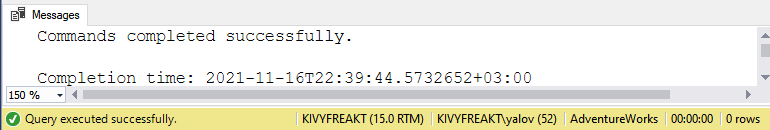 Messages
Commands completed successfully.
Completion time: 2021-11-16T22:39:44.5732652+03:00
150 %
Query executed successfully. KIVYFREAKT (15.0 RTM) KIVYFREAKT\yalov (52) AdventureWorks 00:00:00 0 rows